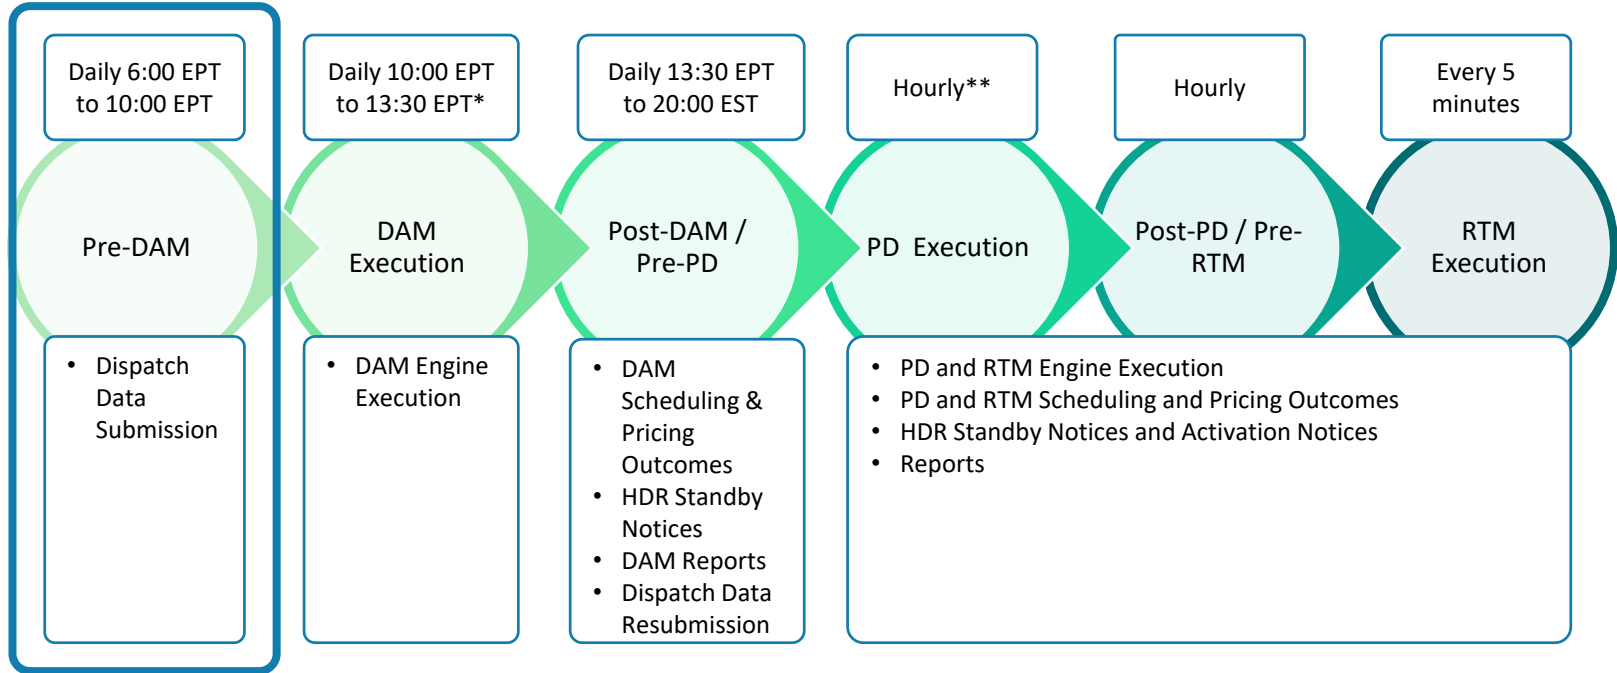 Daily 6:00 EPT
to 10:00 EPT
Daily 10:00 EPT
to 13:30 EPT*
Daily 13:30 EPT
to 20:00 EST
Hourly**
Hourly
Every 5
minutes
Pre-DAM
DAM
Execution
Post-DAM /
Pre-PD
PD Execution
Post-PD / Pre-
RTM
RTM
Execution
• Dispatch
Data
Submission
• DAM Engine
Execution
• DAM
Scheduling &
Pricing
Outcomes
• HDR Standby
Notices
• DAM Reports
• Dispatch Data
Resubmission
• PD and RTM Engine Execution
• PD and RTM Scheduling and Pricing Outcomes
• HDR Standby Notices and Activation Notices
• Reports